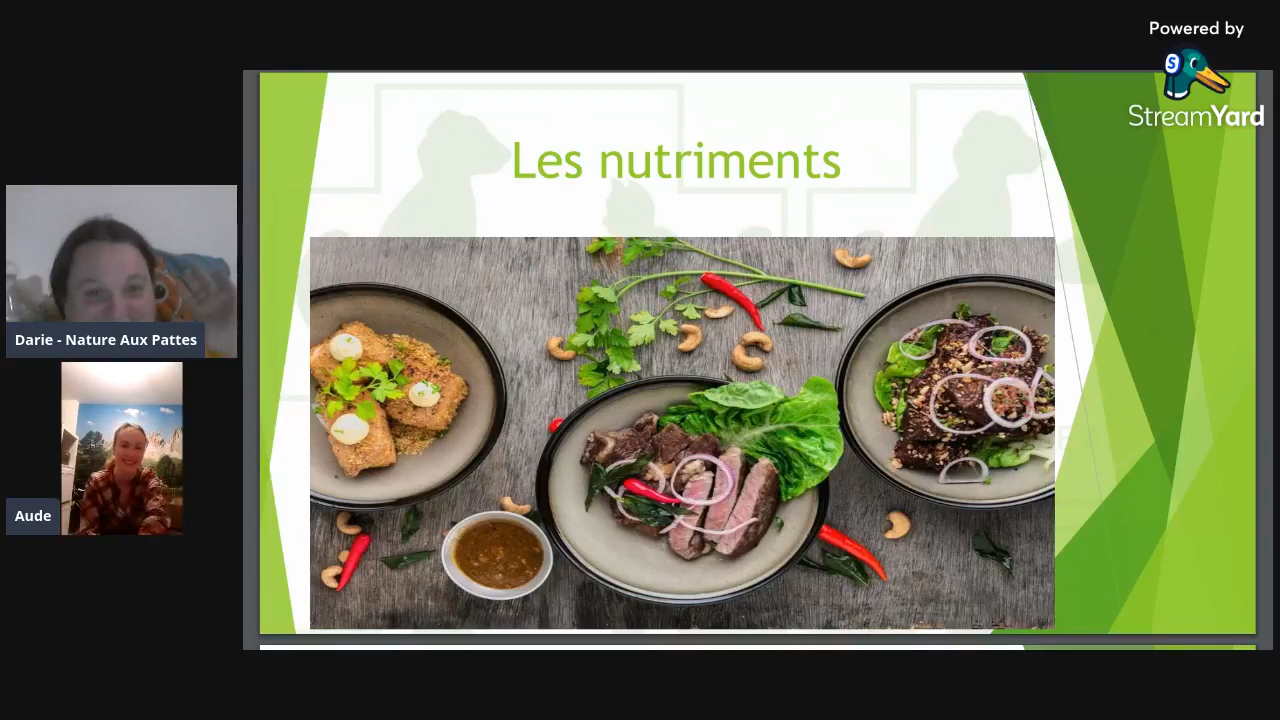 Powered by
S
StreamYard
Les nutriments
Darie - Nature Aux Pattes
Aude